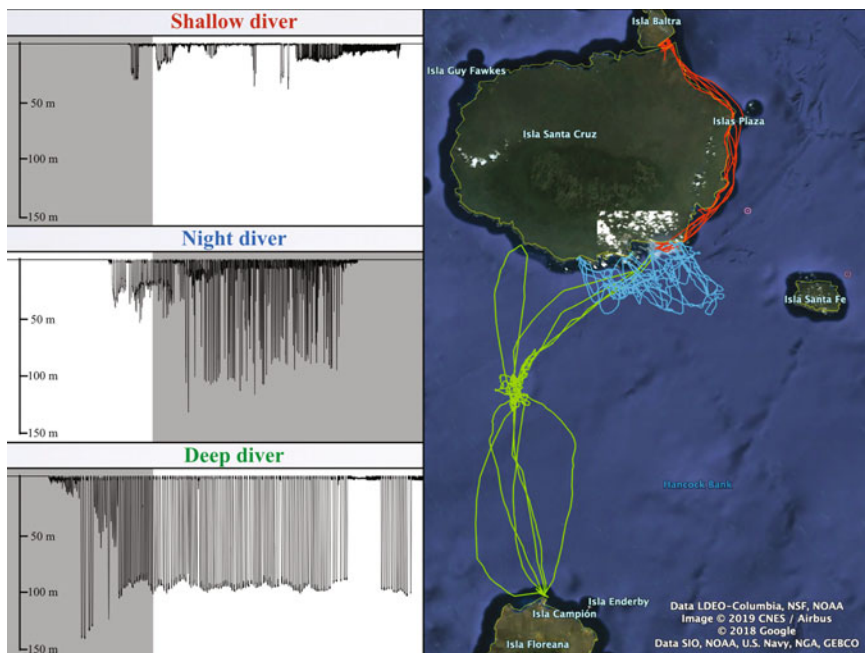 Shallow diver
50 m
100 m
150 m
Night diver
50 m
100 m
150 m
Deep diver
50 m
100 m
150 m
Isla Baltra
Isla Guy Fawkes
Islas Plaza
Isla Santa Cruz
Isla Santa Fe
Hancock Bank
Isla Enderby
Isla Campión
Isla Floreana
Data LDEO-Columbia, NSF, NOAA
Image © 2019 CNES / Airbus
© 2018 Google
Data SIO, NOAA, U.S. Navy, NGA, GEBCO